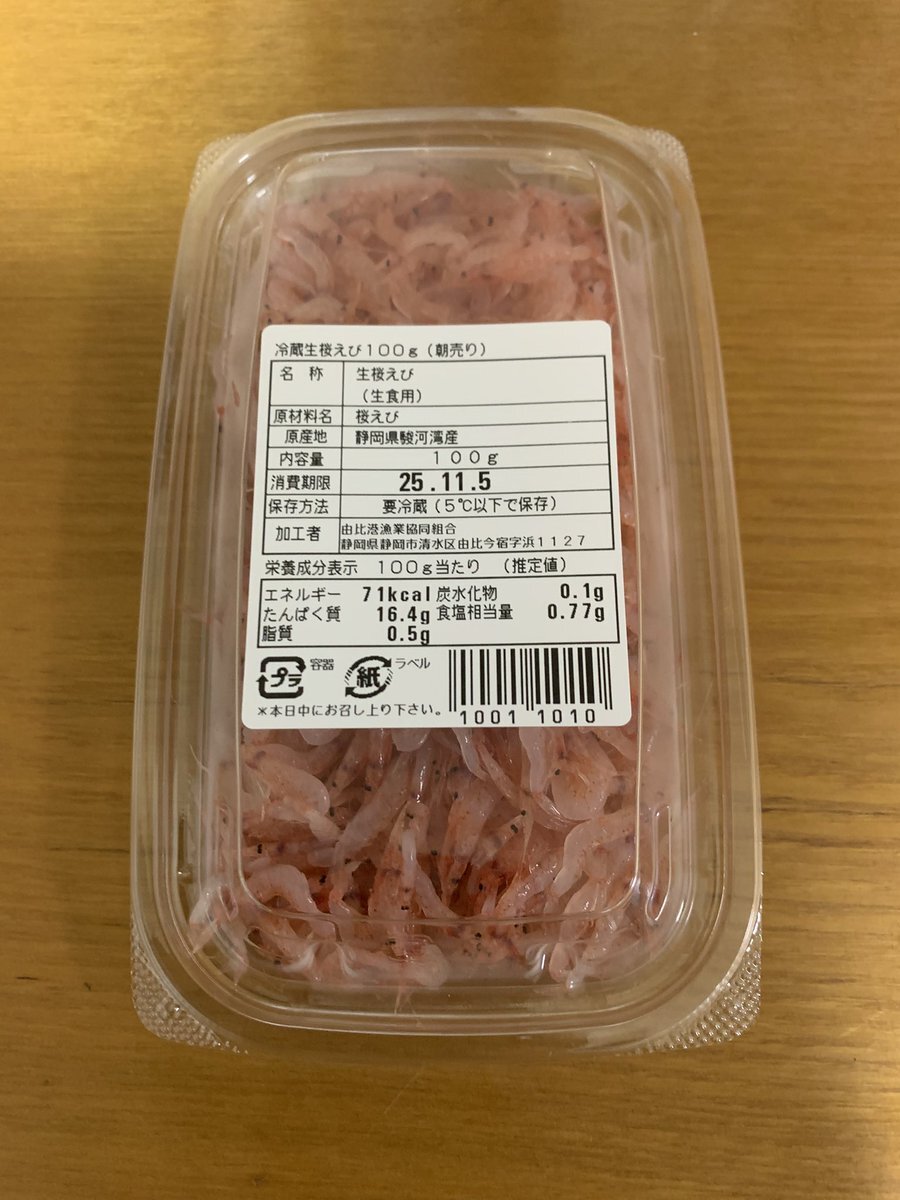 冷蔵生桜えび100g(朝売り)
名 称 生桜えび
(生食用)
原材料名 桜えび
原産地 静岡県駿河湾産
内容量 100g
消費期限 25.11.5
保存方法 要冷蔵(5℃以下で保存)
加工者 由比港漁業協同組合
静岡県静岡市清水区由比今宿字浜1127
栄養成分表示 100g当たり (推定値)
エネルギー 71kcal 炭水化物 0.1g
たんぱく質 16.4g 食塩相当量 0.77g
脂質 0.5g
プラ 容器 紙 ラベル
*本日中にお召し上り下さい。
1001 1010